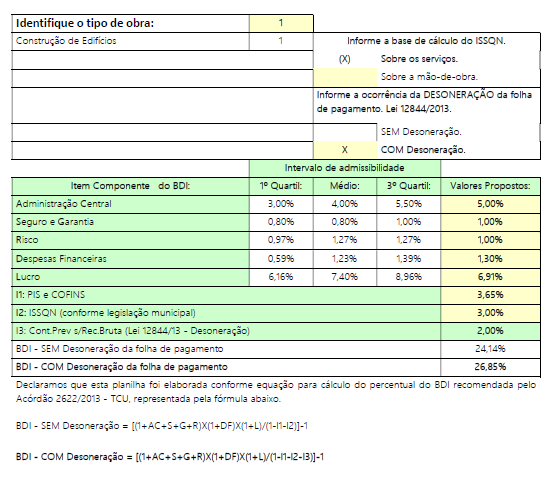 Identifique o tipo de obra: 1
Construção de Edifícios 1 Informe a base de cálculo do ISSQN.
(X) Sobre os serviços.
Sobre a mão-de-obra.
Informe a ocorrência da DESONERAÇÃO da folha
de pagamento. Lei 12844/2013.
SEM Desoneração.
X COM Desoneração.
Intervalo de admissibilidade
Item Componente do BDI: 1º Quartil: Médio: 3º Quartil: Valores Propostos:
Administração Central 3,00% 4,00% 5,50% 5,00%
Seguro e Garantia 0,80% 0,80% 1,00% 1,00%
Risco 0,97% 1,27% 1,27% 1,00%
Despesas Financeiras 0,59% 1,23% 1,39% 1,30%
Lucro 6,16% 7,40% 8,96% 6,91%
I1: PIS e COFINS 3,65%
I2: ISSQN (conforme legislação municipal) 3,00%
I3: Cont.Prev s/Rec.Bruta (Lei 12844/13 - Desoneração) 2,00%
BDI - SEM Desoneração da folha de pagamento 24,14%
BDI - COM Desoneração da folha de pagamento 26,85%
Declaramos que esta planilha foi elaborada conforme equação para cálculo do percentual do BDI recomendada pelo
Acórdão 2622/2013 - TCU, representada pela fórmula abaixo.
BDI - SEM Desoneração = [(1+AC+S+G+R)X(1+DF)X(1+L)/(1-I1-I2)]-1
BDI - COM Desoneração = [(1+AC+S+G+R)X(1+DF)X(1+L)/(1-I1-I2-I3)]-1